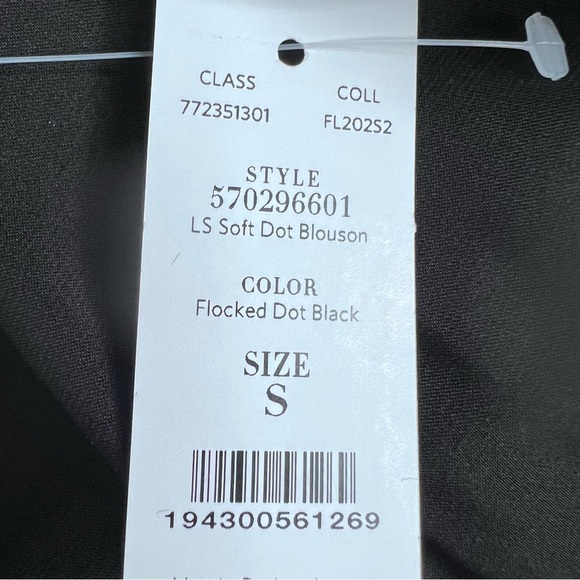 CLASS
772351301
COLL
FL202S2
STYLE
570296601
LS Soft Dot Blouson
COLOR
Flocked Dot Black
SIZE
S
194300561269